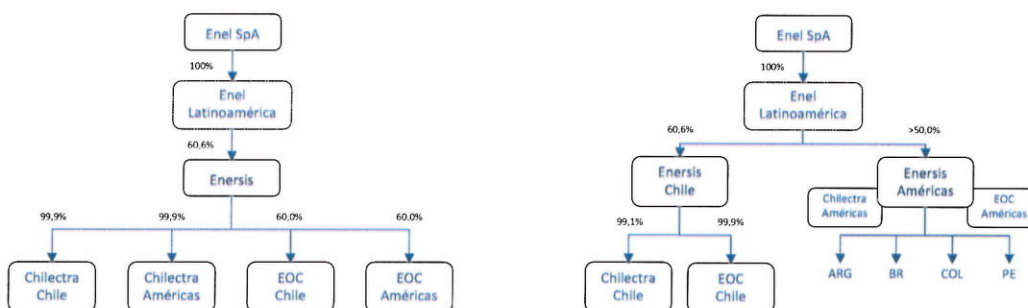 Enel SpA
100%
Enel
Latinoamérica
60,6%
Enersis
99,9%
99,9%
60,0%
60,0%
Chilectra
Chile
Chilectra
Américas
EOC
Chile
EOC
Américas
Enel SpA
100%
Enel
Latinoamérica
60,6%
>50,0%
Enersis
Chile
Enersis
Américas
Chilectra
Américas
EOC
Américas
99,1%
99,9%
Chilectra
Chile
EOC
Chile
ARG
BR
COL
PE